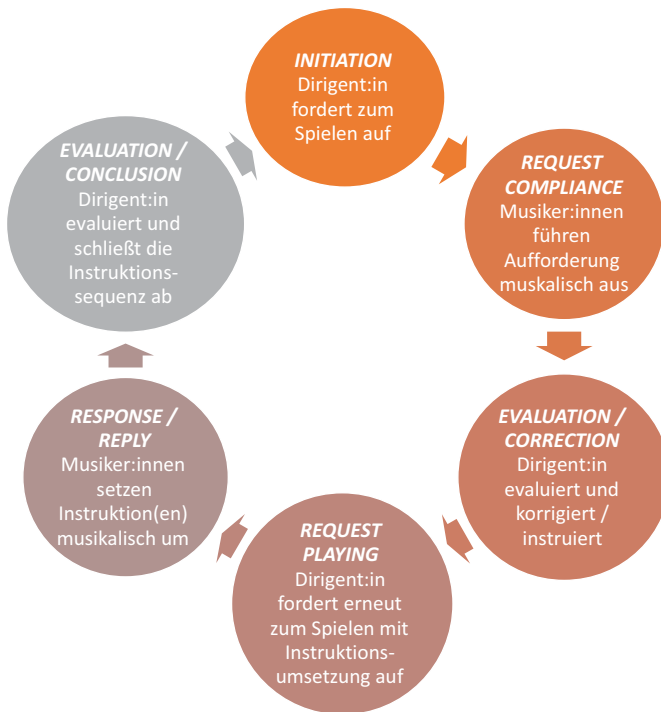 INITIATION
Dirigent:in
fordert zum
Spielen auf
REQUEST
COMPLIANCE
Musiker:innen
führen
Aufforderung
muskalisch aus
EVALUATION /
CORRECTION
Dirigent:in
evaluiert und
korrigiert /
instruiert
REQUEST
PLAYING
Dirigent:in
fordert erneut
zum Spielen mit
Instruktions-
umsetzung auf
RESPONSE /
REPLY
Musiker:innen
setzen
Instruktion(en)
musikalisch um
EVALUATION /
CONCLUSION
Dirigent:in
evaluiert und
schließt die
Instruktions-
sequenz ab